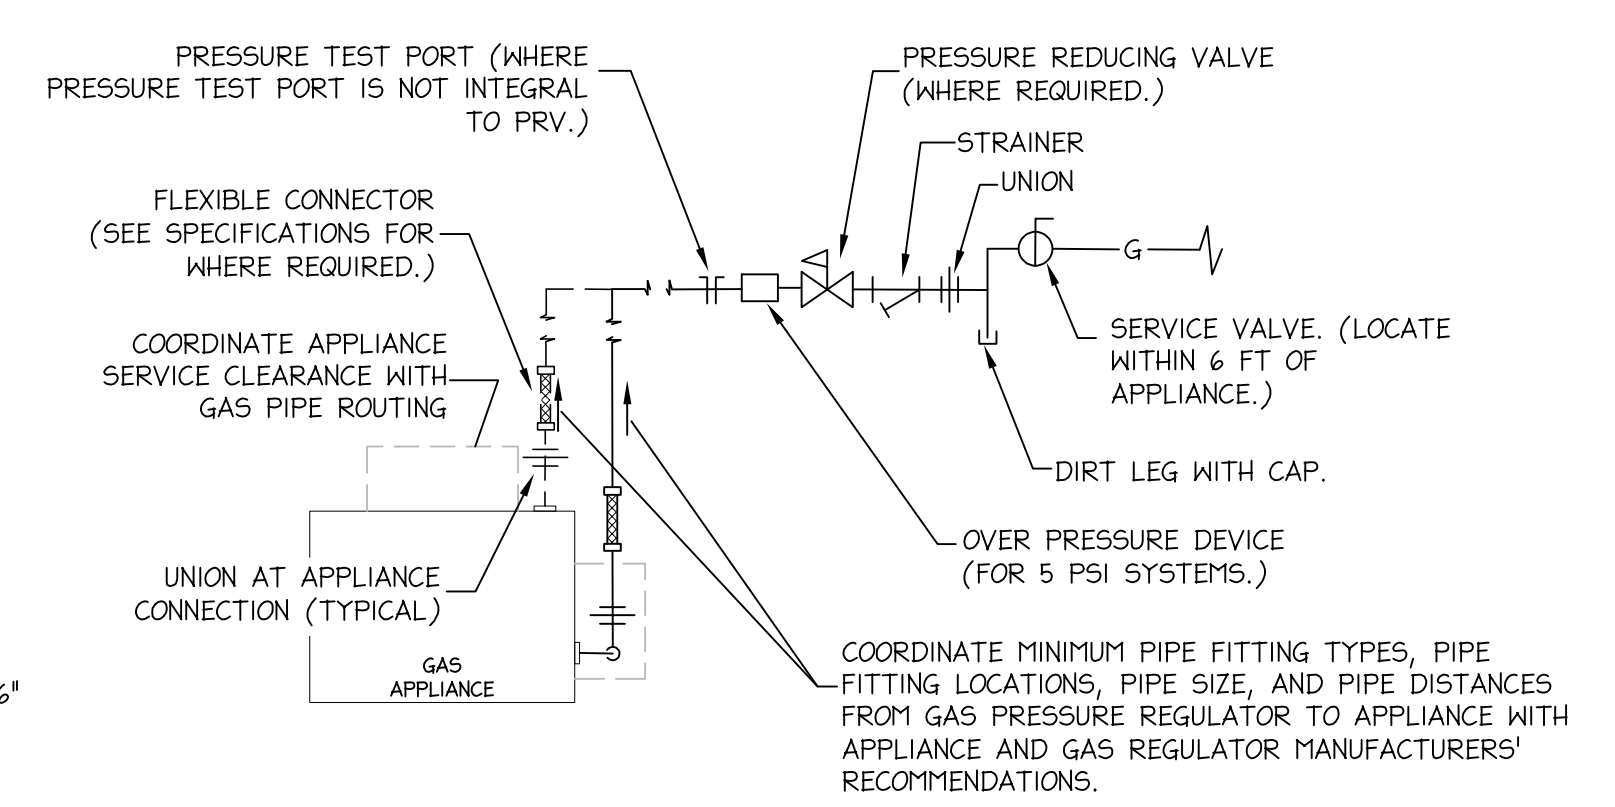 PRESSURE TEST PORT (WHERE
PRESSURE TEST PORT IS NOT INTEGRAL
TO PRV.)
PRESSURE REDUCING VALVE
(WHERE REQUIRED.)
STRAINER
UNION
FLEXIBLE CONNECTOR
(SEE SPECIFICATIONS FOR
WHERE REQUIRED.)
G
COORDINATE APPLIANCE
SERVICE CLEARANCE WITH
GAS PIPE ROUTING
SERVICE VALVE. (LOCATE
WITHIN 6 FT OF
APPLIANCE.)
DIRT LEG WITH CAP.
OVER PRESSURE DEVICE
(FOR 5 PSI SYSTEMS.)
UNION AT APPLIANCE
CONNECTION (TYPICAL)
GAS
APPLIANCE
6"
COORDINATE MINIMUM PIPE FITTING TYPES, PIPE
FITTING LOCATIONS, PIPE SIZE, AND PIPE DISTANCES
FROM GAS PRESSURE REGULATOR TO APPLIANCE WITH
APPLIANCE AND GAS REGULATOR MANUFACTURERS'
RECOMMENDATIONS.